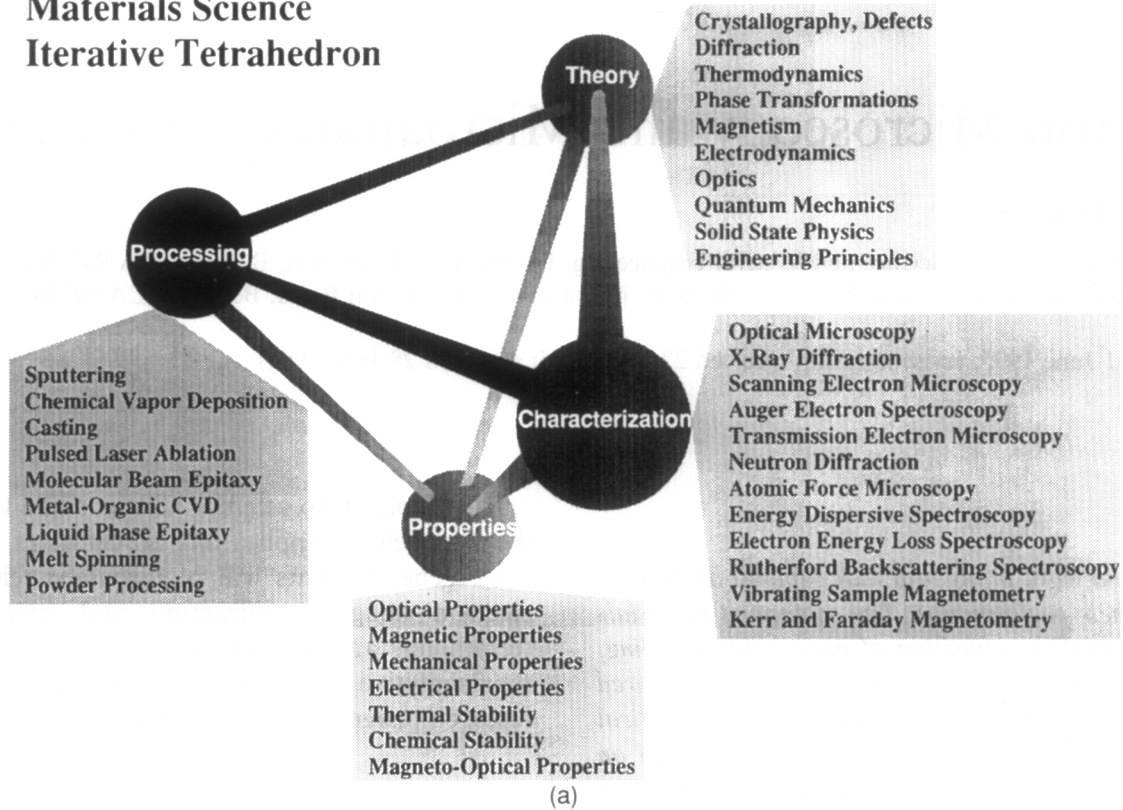 Materials Science
Iterative Tetrahedron
Theory
Crystallography, Defects
Diffraction
Thermodynamics
Phase Transformations
Magnetism
Electrodynamics
Optics
Quantum Mechanics
Solid State Physics
Engineering Principles
Processing
Sputtering
Chemical Vapor Deposition
Casting
Pulsed Laser Ablation
Molecular Beam Epitaxy
Metal-Organic CVD
Liquid Phase Epitaxy
Melt Spinning
Powder Processing
Characterization
Optical Microscopy
X-Ray Diffraction
Scanning Electron Microscopy
Auger Electron Spectroscopy
Transmission Electron Microscopy
Neutron Diffraction
Atomic Force Microscopy
Energy Dispersive Spectroscopy
Electron Energy Loss Spectroscopy
Rutherford Backscattering Spectroscopy
Vibrating Sample Magnetometry
Kerr and Faraday Magnetometry
Properties
Optical Properties
Magnetic Properties
Mechanical Properties
Electrical Properties
Thermal Stability
Chemical Stability
Magneto-Optical Properties
(a)